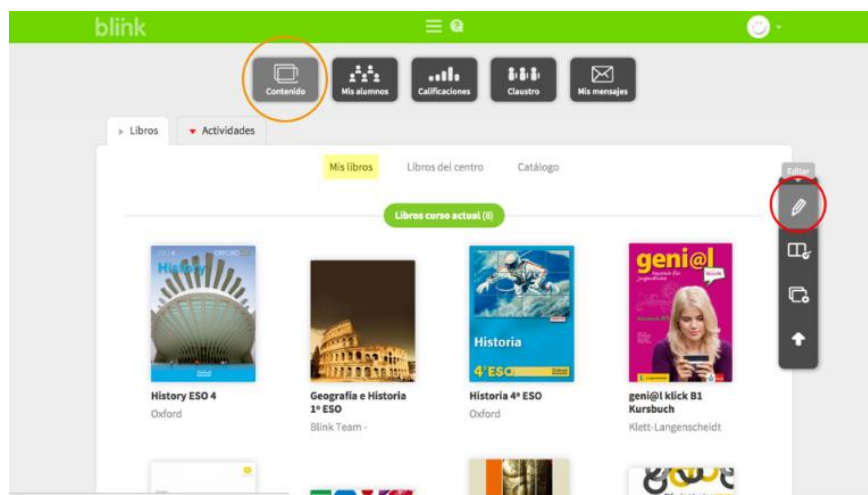 blink
Contenido
Mis alumnos
Calificaciones
Claustro
Mis mensajes
Libros
Actividades
Mis libros
Libros del centro
Catálogo
Editar
Libros curso actual (8)
History
geni@l
klick
Historia
4º ESO
History ESO 4
Oxford
Geografía e Historia
1º ESO
Blink Team -
Historia 4º ESO
Oxford
geni@l klick B1
Kursbuch
Klett-Langenscheidt